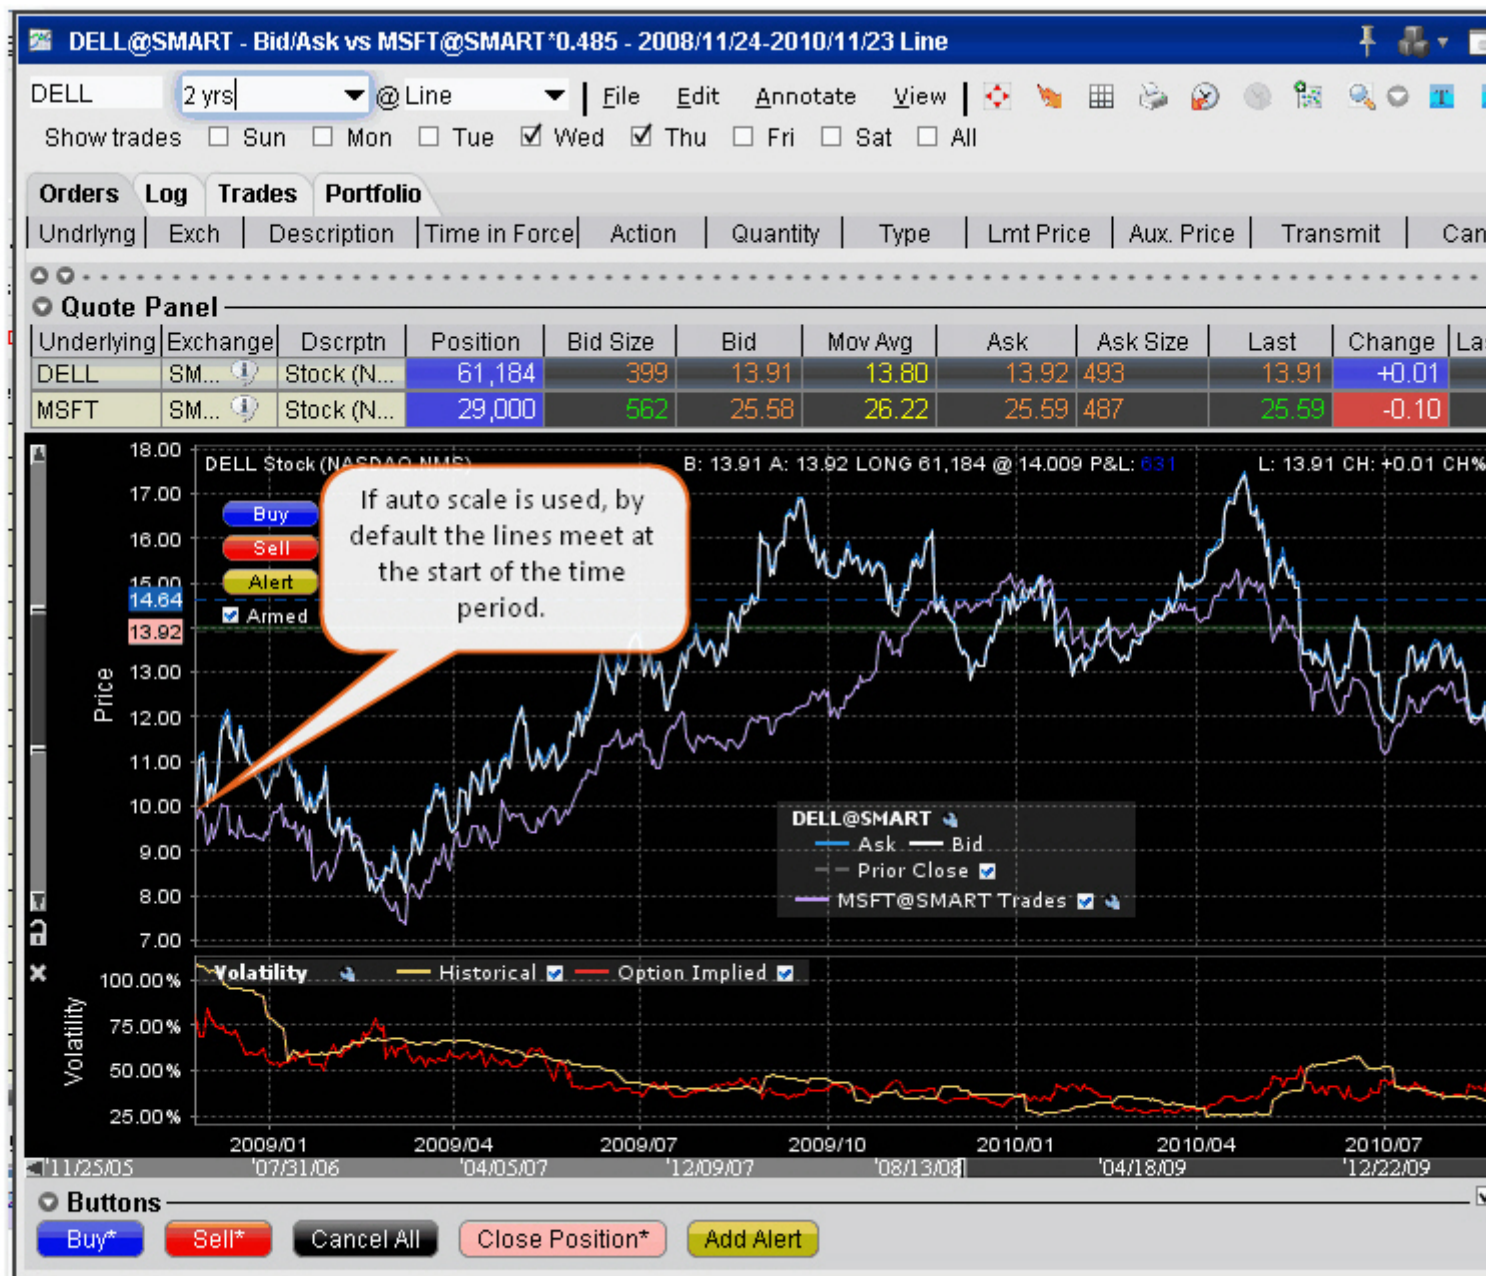 DELL@SMART - Bid/Ask vs MSFT@SMART*0.485 - 2008/11/24-2010/11/23 Line
DELL 2 yrs @ Line File Edit Annotate View
Show trades Sun Mon Tue Wed Thu Fri Sat All
Orders Log Trades Portfolio
Undrlyng Exch Description Time in Force Action Quantity Type Lmt Price Aux. Price Transmit Can
Quote Panel
Underlying Exchange Dscrptn Position Bid Size Bid Mov Avg Ask Ask Size Last Change Las
DELL SM... Stock (N... 61,184 399 13.91 13.80 13.92 493 13.91 +0.01
MSFT SM... Stock (N... 29,000 562 25.58 26.22 25.59 487 25.59 -0.10
DELL Stock (NASDAQ.NMS) B: 13.91 A: 13.92 LONG 61,184 @ 14.009 P&L: 631 L: 13.91 CH: +0.01 CH%
If auto scale is used, by
default the lines meet at
the start of the time
period.
Buy
Sell
Alert
Armed
18.00
17.00
16.00
15.00
14.64
13.92
13.00
12.00
11.00
10.00
9.00
8.00
7.00
Price
DELL@SMART
Ask Bid
Prior Close
MSFT@SMART Trades
Volatility Historical Option Implied
100.00%
75.00%
50.00%
25.00%
Volatility
2009/01 2009/04 2009/07 2009/10 2010/01 2010/04 2010/07
'11/25/05 '07/31/06 '04/05/07 '12/09/07 '08/13/08 '04/18/09 '12/22/09
Buttons
Buy* Sell* Cancel All Close Position* Add Alert